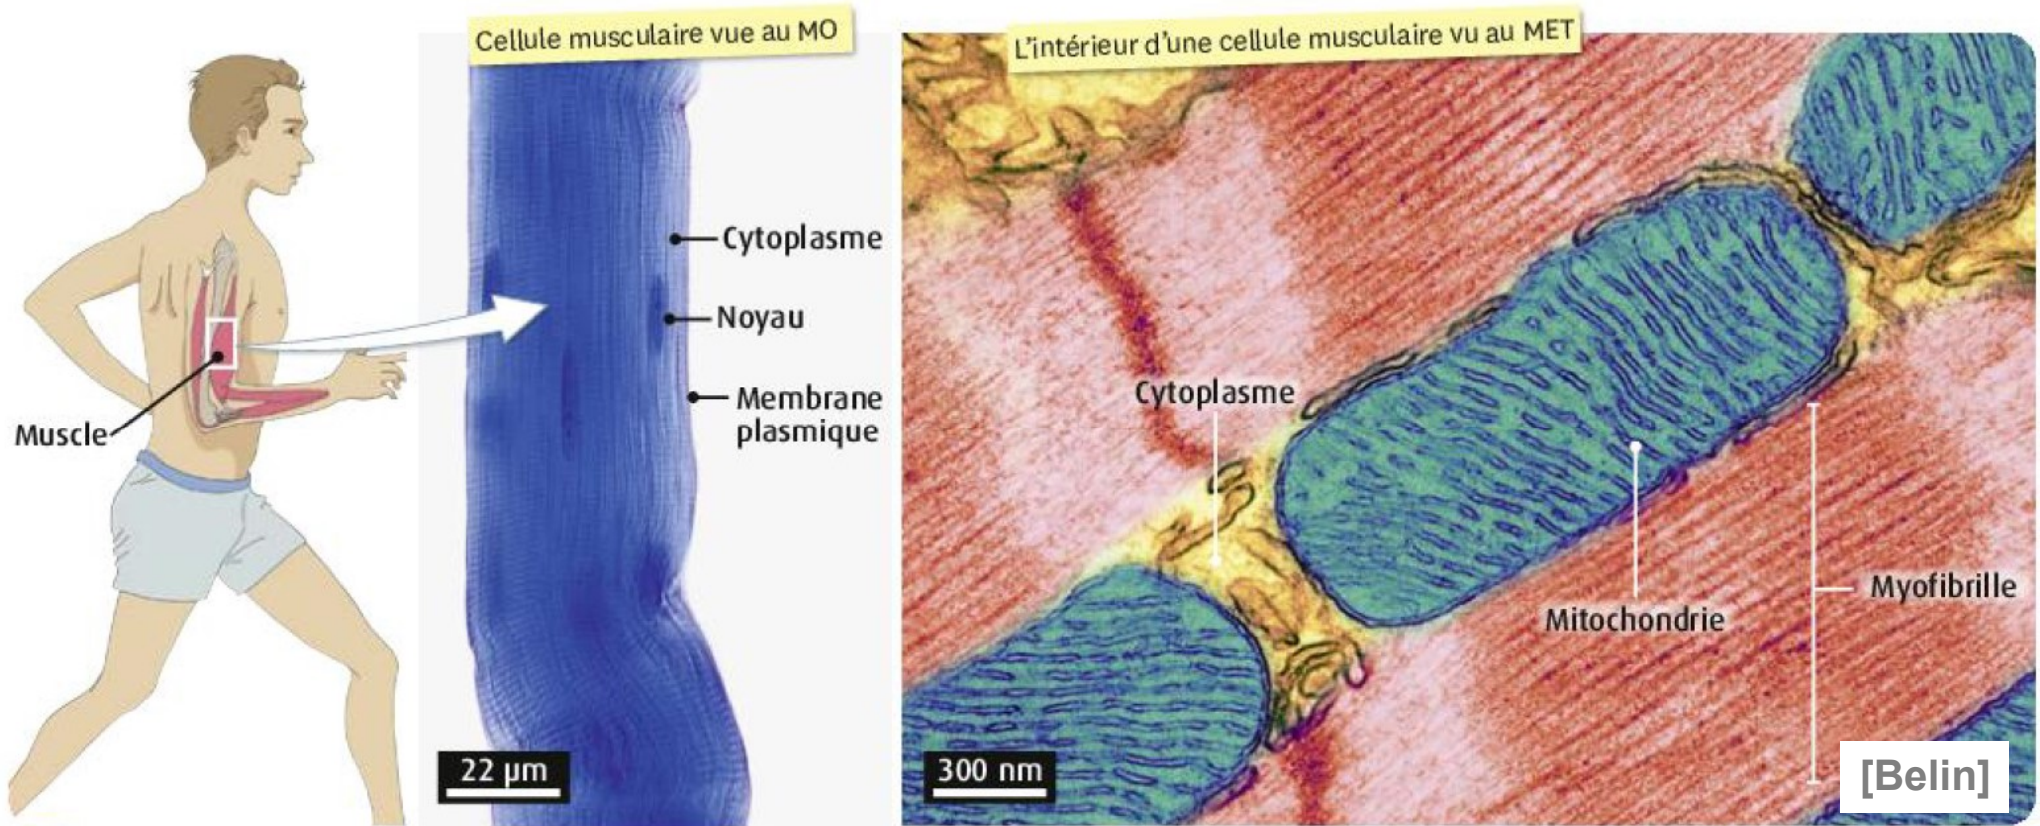 Cellule musculaire vue au MO
L'intérieur d'une cellule musculaire vu au MET
Muscle
Cytoplasme
Noyau
Membrane
plasmique
22 µm
Cytoplasme
Mitochondrie
Myofibrille
300 nm
[Belin]